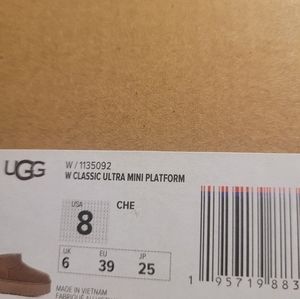 UGG
W / 1135092
W CLASSIC ULTRA MINI PLATFORM
USA
8
CHE
UK EU JP
6 39 25
MADE IN VIETNAM
1 95719 883